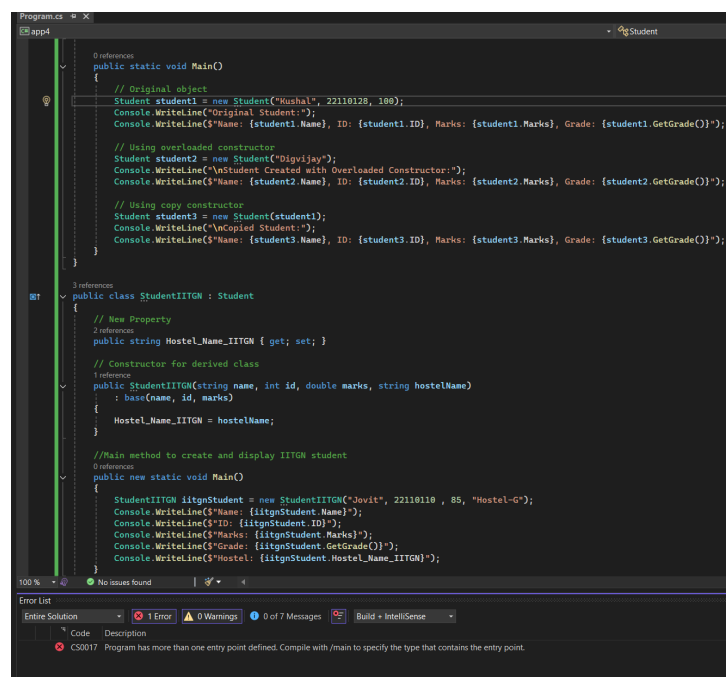 Program.cs
app4
Student
0 references
public static void Main()
{
// Original object
Student student1 = new Student("Kushal", 22110128, 100);
Console.WriteLine("Original Student:");
Console.WriteLine($"Name: {student1.Name}, ID: {student1.ID}, Marks: {student1.Marks}, Grade: {student1.GetGrade()}");
// Using overloaded constructor
Student student2 = new Student("Digvijay");
Console.WriteLine("\nStudent Created with Overloaded Constructor:");
Console.WriteLine($"Name: {student2.Name}, ID: {student2.ID}, Marks: {student2.Marks}, Grade: {student2.GetGrade()}");
// Using copy constructor
Student student3 = new Student(student1);
Console.WriteLine("\nCopied Student:");
Console.WriteLine($"Name: {student3.Name}, ID: {student3.ID}, Marks: {student3.Marks}, Grade: {student3.GetGrade()}");
}
}
3 references
public class StudentIITGN : Student
{
// New Property
2 references
public string Hostel_Name_IITGN { get; set; }
// Constructor for derived class
1 reference
public StudentIITGN(string name, int id, double marks, string hostelName)
: base(name, id, marks)
{
Hostel_Name_IITGN = hostelName;
}
//Main method to create and display IITGN student
0 references
public new static void Main()
{
StudentIITGN iitgnStudent = new StudentIITGN("Jovit", 22110110 , 85, "Hostel-G");
Console.WriteLine($"Name: {iitgnStudent.Name}");
Console.WriteLine($"ID: {iitgnStudent.ID}");
Console.WriteLine($"Marks: {iitgnStudent.Marks}");
Console.WriteLine($"Grade: {iitgnStudent.GetGrade()}");
Console.WriteLine($"Hostel: {iitgnStudent.Hostel_Name_IITGN}");
}
100 % No issues found
Error List
Entire Solution 1 Error 0 Warnings 0 of 7 Messages Build + IntelliSense
Code Description
CS0017 Program has more than one entry point defined. Compile with /main to specify the type that contains the entry point.